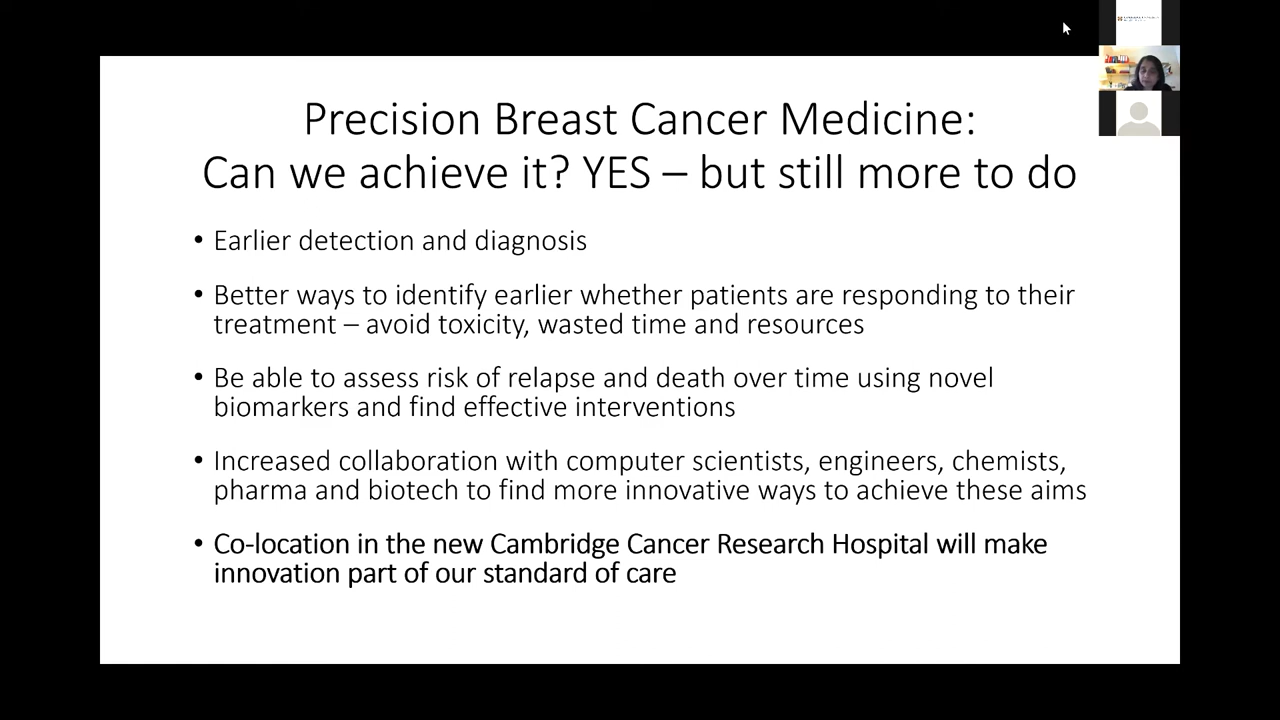 Precision Breast Cancer Medicine:
Can we achieve it? YES – but still more to do
• Earlier detection and diagnosis
• Better ways to identify earlier whether patients are responding to their
treatment – avoid toxicity, wasted time and resources
• Be able to assess risk of relapse and death over time using novel
biomarkers and find effective interventions
• Increased collaboration with computer scientists, engineers, chemists,
pharma and biotech to find more innovative ways to achieve these aims
• Co-location in the new Cambridge Cancer Research Hospital will make
innovation part of our standard of care